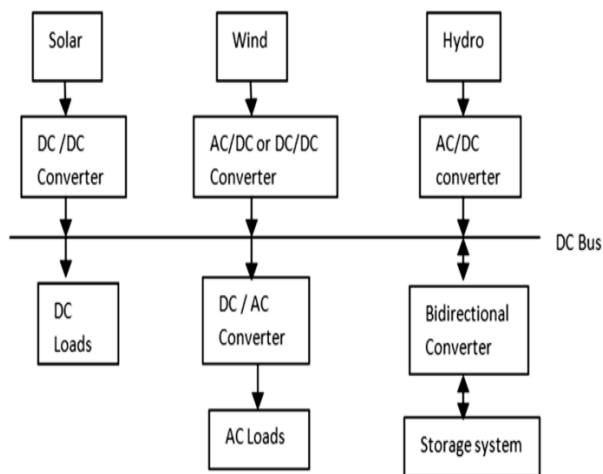 Solar
Wind
Hydro
DC /DC
Converter
AC/DC or DC/DC
Converter
AC/DC
converter
DC Bus
DC
Loads
DC / AC
Converter
Bidirectional
Converter
AC Loads
Storage system